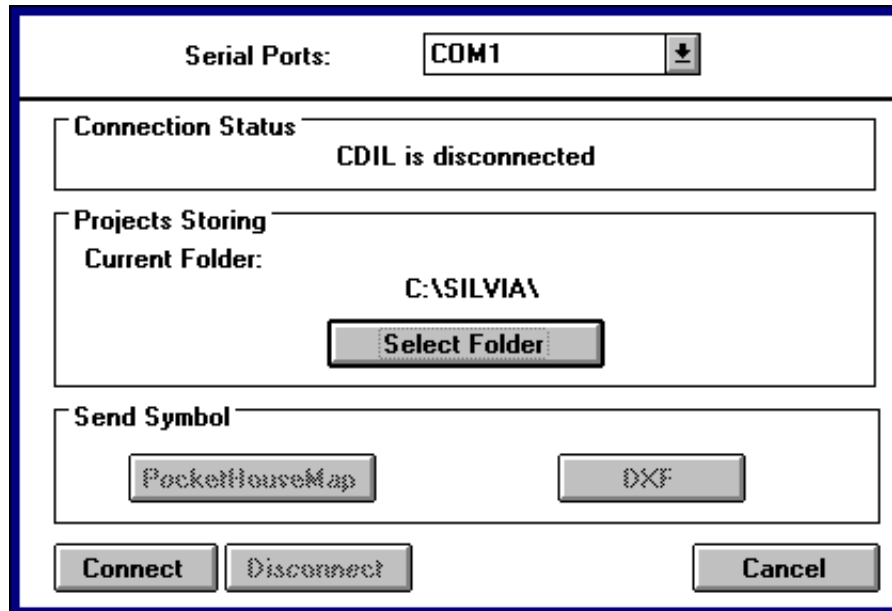 Serial Ports: COM1
Connection Status
CDIL is disconnected
Projects Storing
Current Folder:
C:\SILVIA\
Select Folder
Send Symbol
PocketHouseMap DXF
Connect Disconnect Cancel